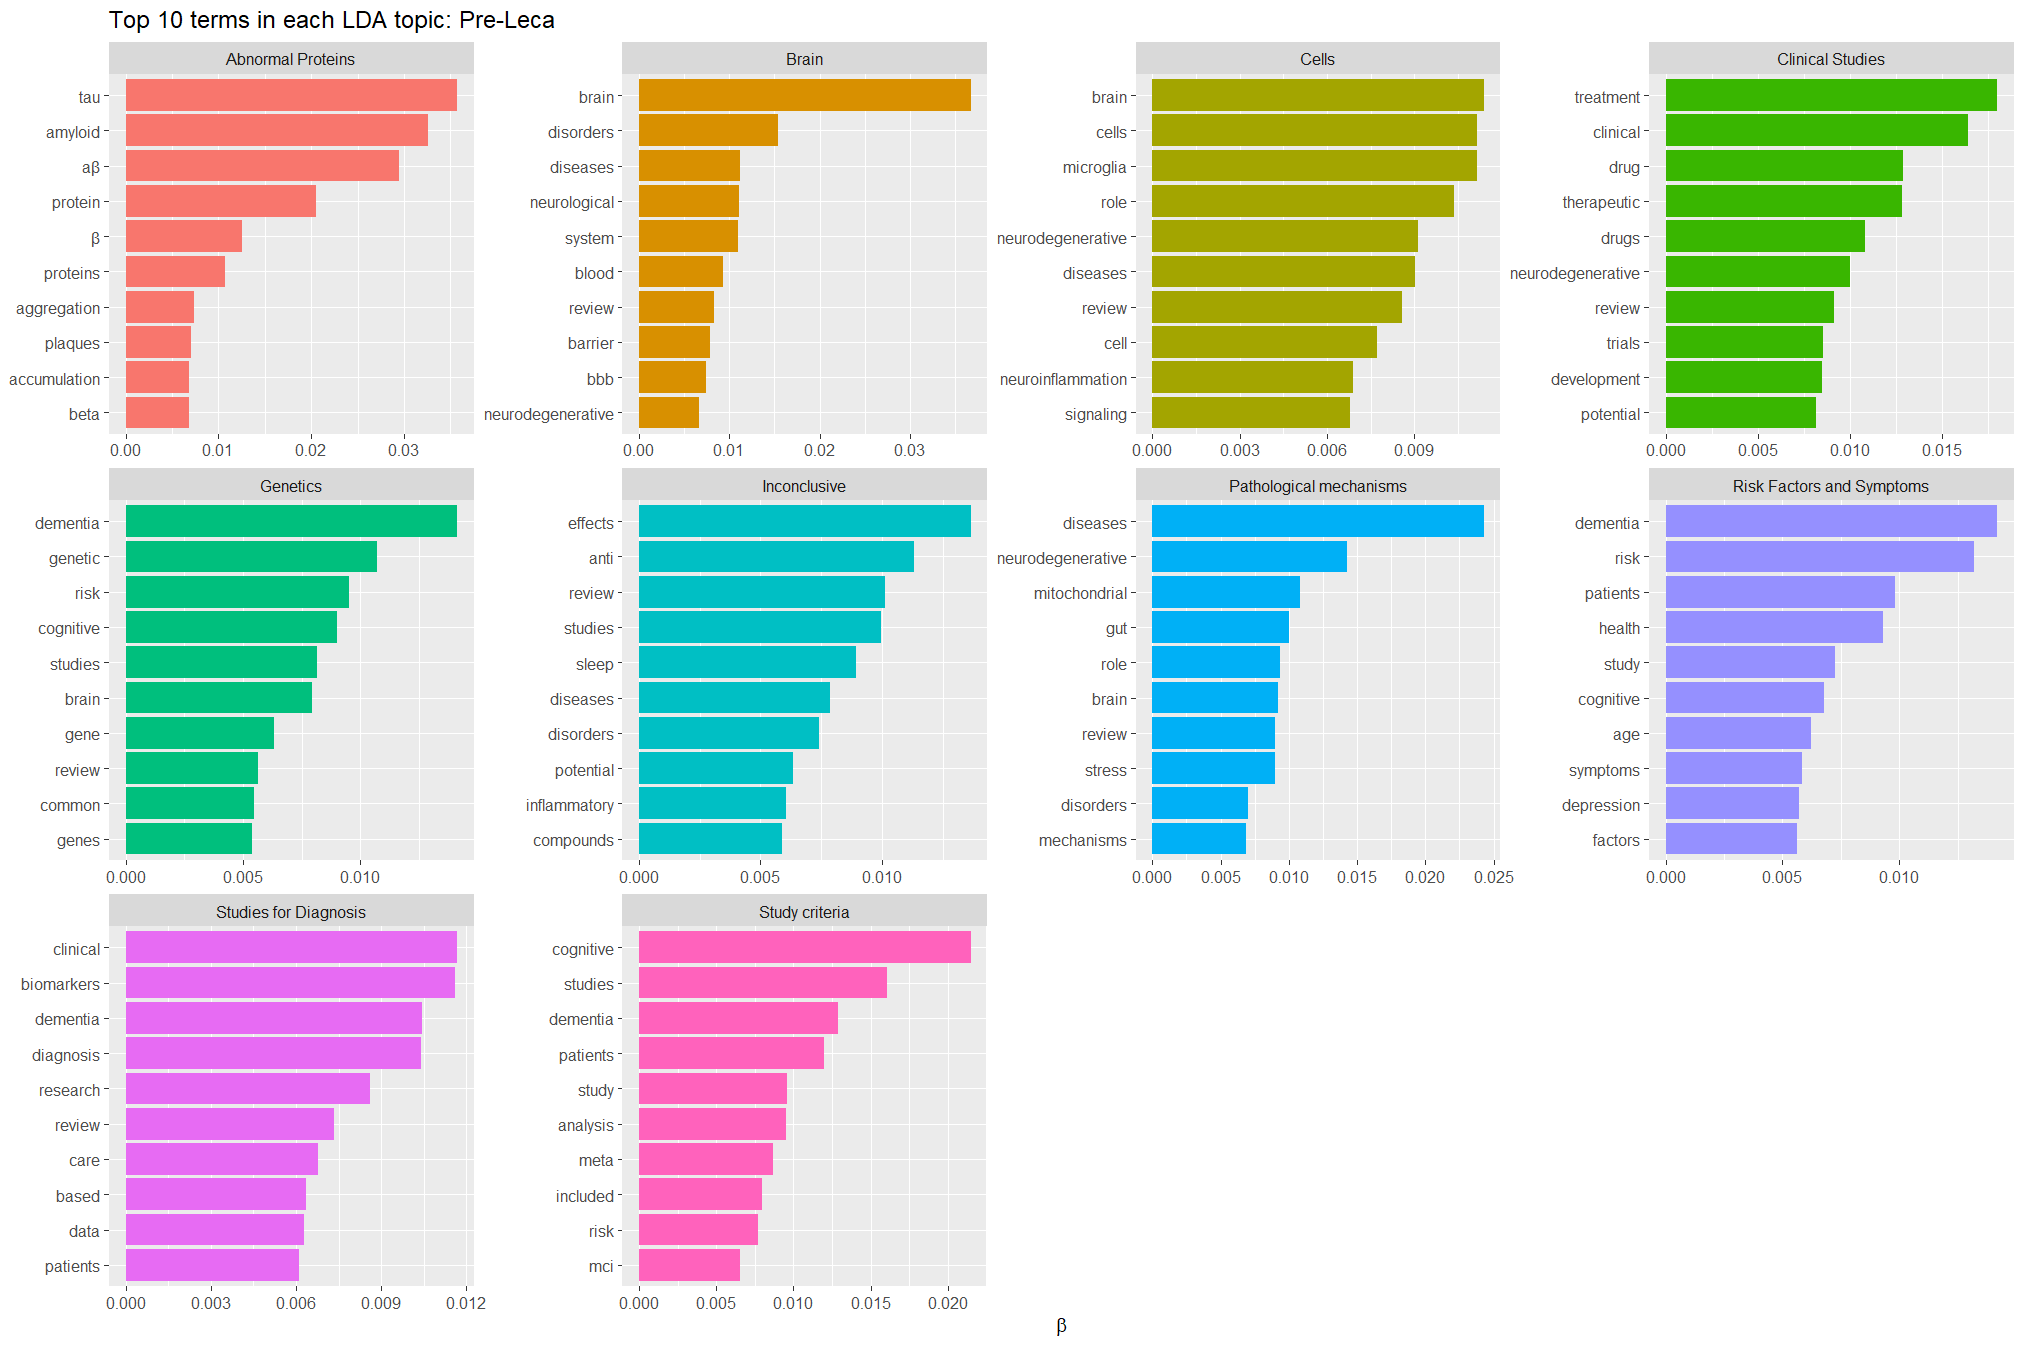 Top 10 terms in each LDA topic: Pre-Leca
Abnormal Proteins
tau
amyloid
aβ
protein
β
proteins
aggregation
plaques
accumulation
beta
0.00 0.01 0.02 0.03
Brain
brain
disorders
diseases
neurological
system
blood
review
barrier
bbb
neurodegenerative
0.00 0.01 0.02 0.03
Cells
brain
cells
microglia
role
neurodegenerative
diseases
review
cell
neuroinflammation
signaling
0.000 0.003 0.006 0.009
Clinical Studies
treatment
clinical
drug
therapeutic
drugs
neurodegenerative
review
trials
development
potential
0.000 0.005 0.010 0.015
Genetics
dementia
genetic
risk
cognitive
studies
brain
gene
review
common
genes
0.000 0.005 0.010
Inconclusive
effects
anti
review
studies
sleep
diseases
disorders
potential
inflammatory
compounds
0.000 0.005 0.010
Pathological mechanisms
diseases
neurodegenerative
mitochondrial
gut
role
brain
review
stress
disorders
mechanisms
0.000 0.005 0.010 0.015 0.020 0.025
Risk Factors and Symptoms
dementia
risk
patients
health
study
cognitive
age
symptoms
depression
factors
0.000 0.005 0.010
Studies for Diagnosis
clinical
biomarkers
dementia
diagnosis
research
review
care
based
data
patients
0.000 0.003 0.006 0.009 0.012
Study criteria
cognitive
studies
dementia
patients
study
analysis
meta
included
risk
mci
0.000 0.005 0.010 0.015 0.020
β